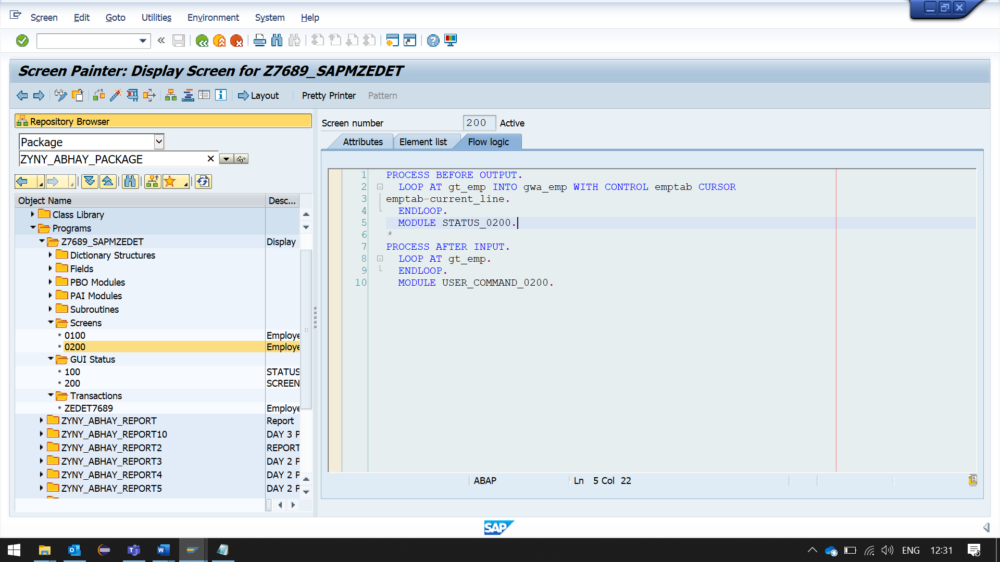 Screen Edit Goto Utilities Environment System Help
Screen Painter: Display Screen for Z7689_SAPMZEDET
Layout Pretty Printer Pattern
Repository Browser
Package
ZYNY_ABHAY_PACKAGE
Object Name Desc...
Class Library
Programs
Z7689_SAPMZEDET Display
Dictionary Structures
Fields
PBO Modules
PAI Modules
Subroutines
Screens
0100 Employe
0200 Employe
GUI Status
100 STATUS
200 SCREEN
Transactions
ZEDET7689 Employe
ZYNY_ABHAY_REPORT Report
ZYNY_ABHAY_REPORT10 DAY 3 P
ZYNY_ABHAY_REPORT2 REPORT
ZYNY_ABHAY_REPORT3 DAY 2 P
ZYNY_ABHAY_REPORT4 DAY 2 P
ZYNY_ABHAY_REPORT5 DAY 2 P
Screen number 200 Active
Attributes Element list Flow logic
1 PROCESS BEFORE OUTPUT.
2 LOOP AT gt_emp INTO gwa_emp WITH CONTROL emptab CURSOR
3 emptab-current_line.
4 ENDLOOP.
5 MODULE STATUS_0200.
6 *
7 PROCESS AFTER INPUT.
8 LOOP AT gt_emp.
9 ENDLOOP.
10 MODULE USER_COMMAND_0200.
ABAP Ln 5 Col 22
SAP
ENG 12:31